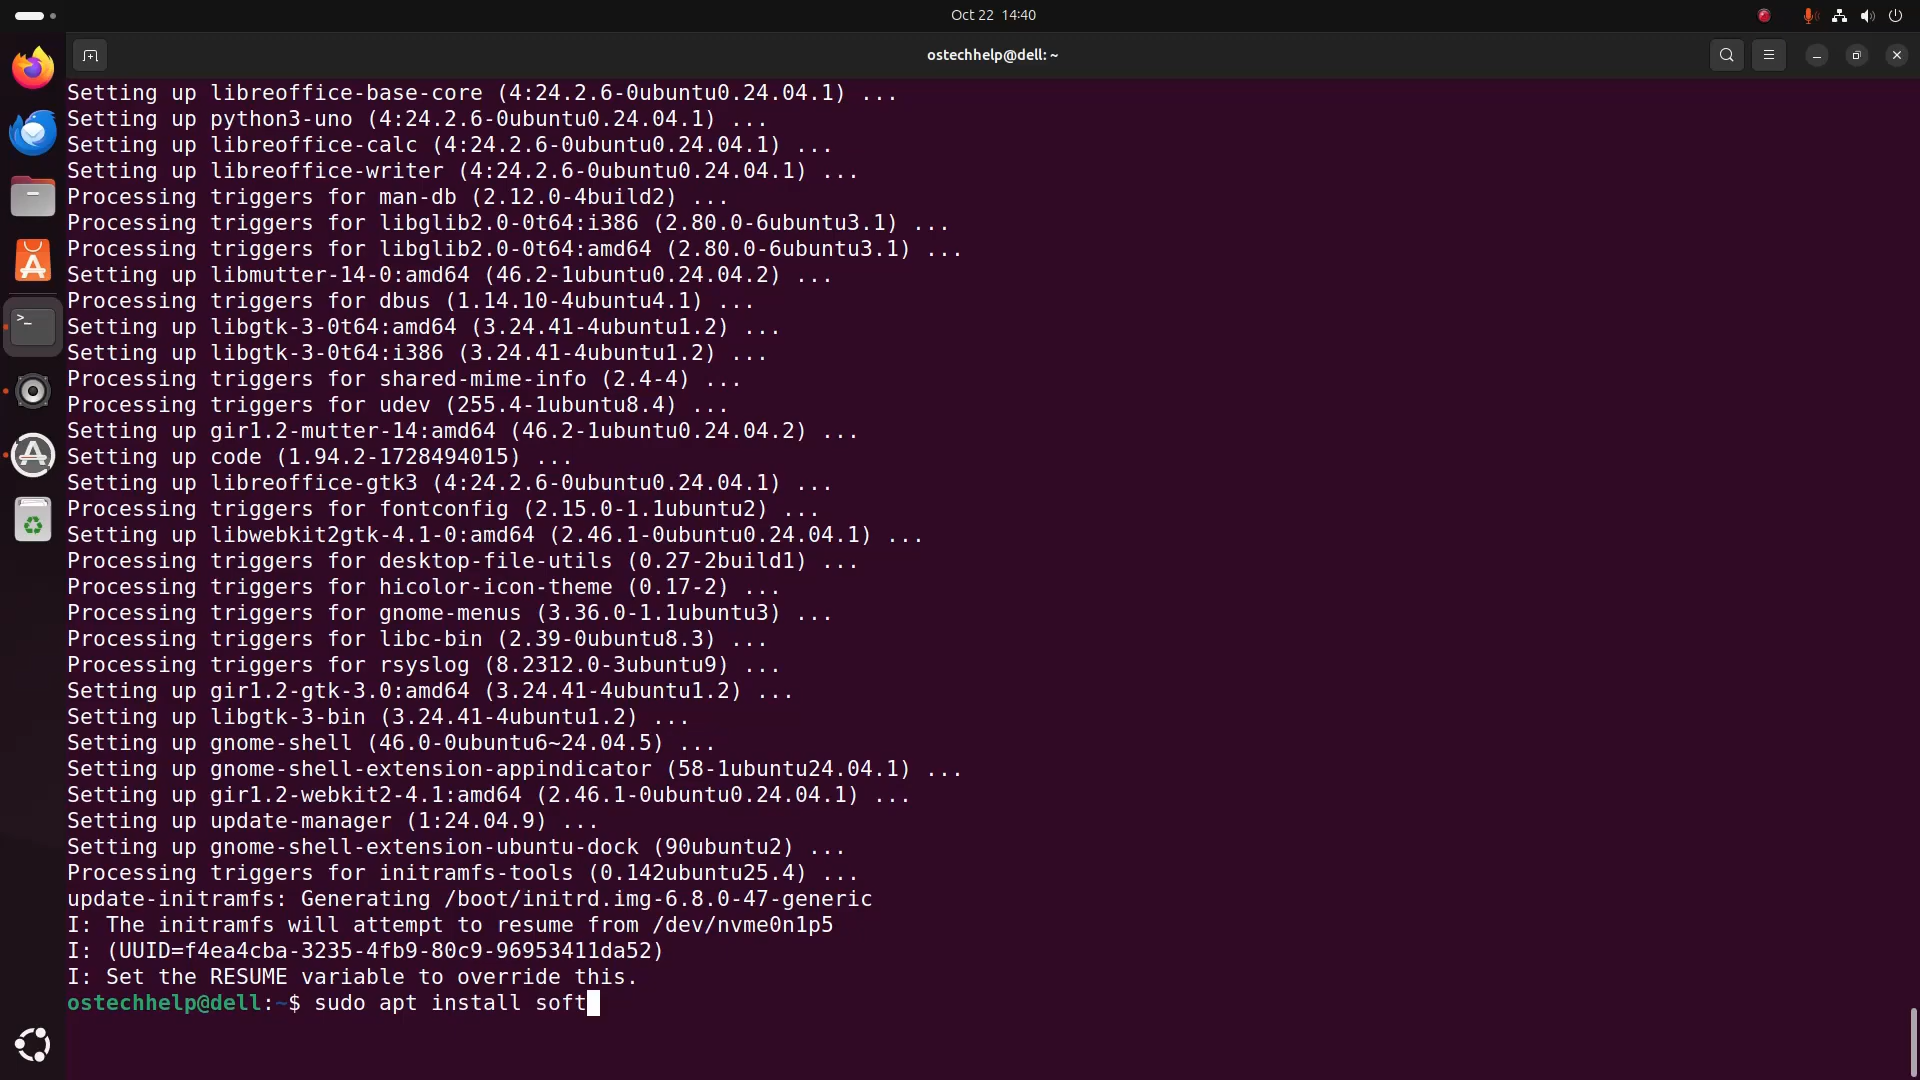 Oct 22 14:40
ostechhelp@dell: ~
Setting up libreoffice-base-core (4:24.2.6-0ubuntu0.24.04.1) ...
Setting up python3-uno (4:24.2.6-0ubuntu0.24.04.1) ...
Setting up libreoffice-calc (4:24.2.6-0ubuntu0.24.04.1) ...
Setting up libreoffice-writer (4:24.2.6-0ubuntu0.24.04.1) ...
Processing triggers for man-db (2.12.0-4build2) ...
Processing triggers for libglib2.0-0t64:i386 (2.80.0-6ubuntu3.1) ...
Processing triggers for libglib2.0-0t64:amd64 (2.80.0-6ubuntu3.1) ...
Setting up libmutter-14-0:amd64 (46.2-1ubuntu0.24.04.2) ...
Processing triggers for dbus (1.14.10-4ubuntu4.1) ...
Setting up libgtk-3-0t64:amd64 (3.24.41-4ubuntu1.2) ...
Setting up libgtk-3-0t64:i386 (3.24.41-4ubuntu1.2) ...
Processing triggers for shared-mime-info (2.4-4) ...
Processing triggers for udev (255.4-1ubuntu8.4) ...
Setting up gir1.2-mutter-14:amd64 (46.2-1ubuntu0.24.04.2) ...
Setting up code (1.94.2-1728494015) ...
Setting up libreoffice-gtk3 (4:24.2.6-0ubuntu0.24.04.1) ...
Processing triggers for fontconfig (2.15.0-1.1ubuntu2) ...
Setting up libwebkit2gtk-4.1-0:amd64 (2.46.1-0ubuntu0.24.04.1) ...
Processing triggers for desktop-file-utils (0.27-2build1) ...
Processing triggers for hicolor-icon-theme (0.17-2) ...
Processing triggers for gnome-menus (3.36.0-1.1ubuntu3) ...
Processing triggers for libc-bin (2.39-0ubuntu8.3) ...
Processing triggers for rsyslog (8.2312.0-3ubuntu9) ...
Setting up gir1.2-gtk-3.0:amd64 (3.24.41-4ubuntu1.2) ...
Setting up libgtk-3-bin (3.24.41-4ubuntu1.2) ...
Setting up gnome-shell (46.0-0ubuntu6~24.04.5) ...
Setting up gnome-shell-extension-appindicator (58-1ubuntu24.04.1) ...
Setting up gir1.2-webkit2-4.1:amd64 (2.46.1-0ubuntu0.24.04.1) ...
Setting up update-manager (1:24.04.9) ...
Setting up gnome-shell-extension-ubuntu-dock (90ubuntu2) ...
Processing triggers for initramfs-tools (0.142ubuntu25.4) ...
update-initramfs: Generating /boot/initrd.img-6.8.0-47-generic
I: The initramfs will attempt to resume from /dev/nvme0n1p5
I: (UUID=f4ea4cba-3235-4fb9-80c9-96953411da52)
I: Set the RESUME variable to override this.
ostechhelp@dell:~$ sudo apt install soft